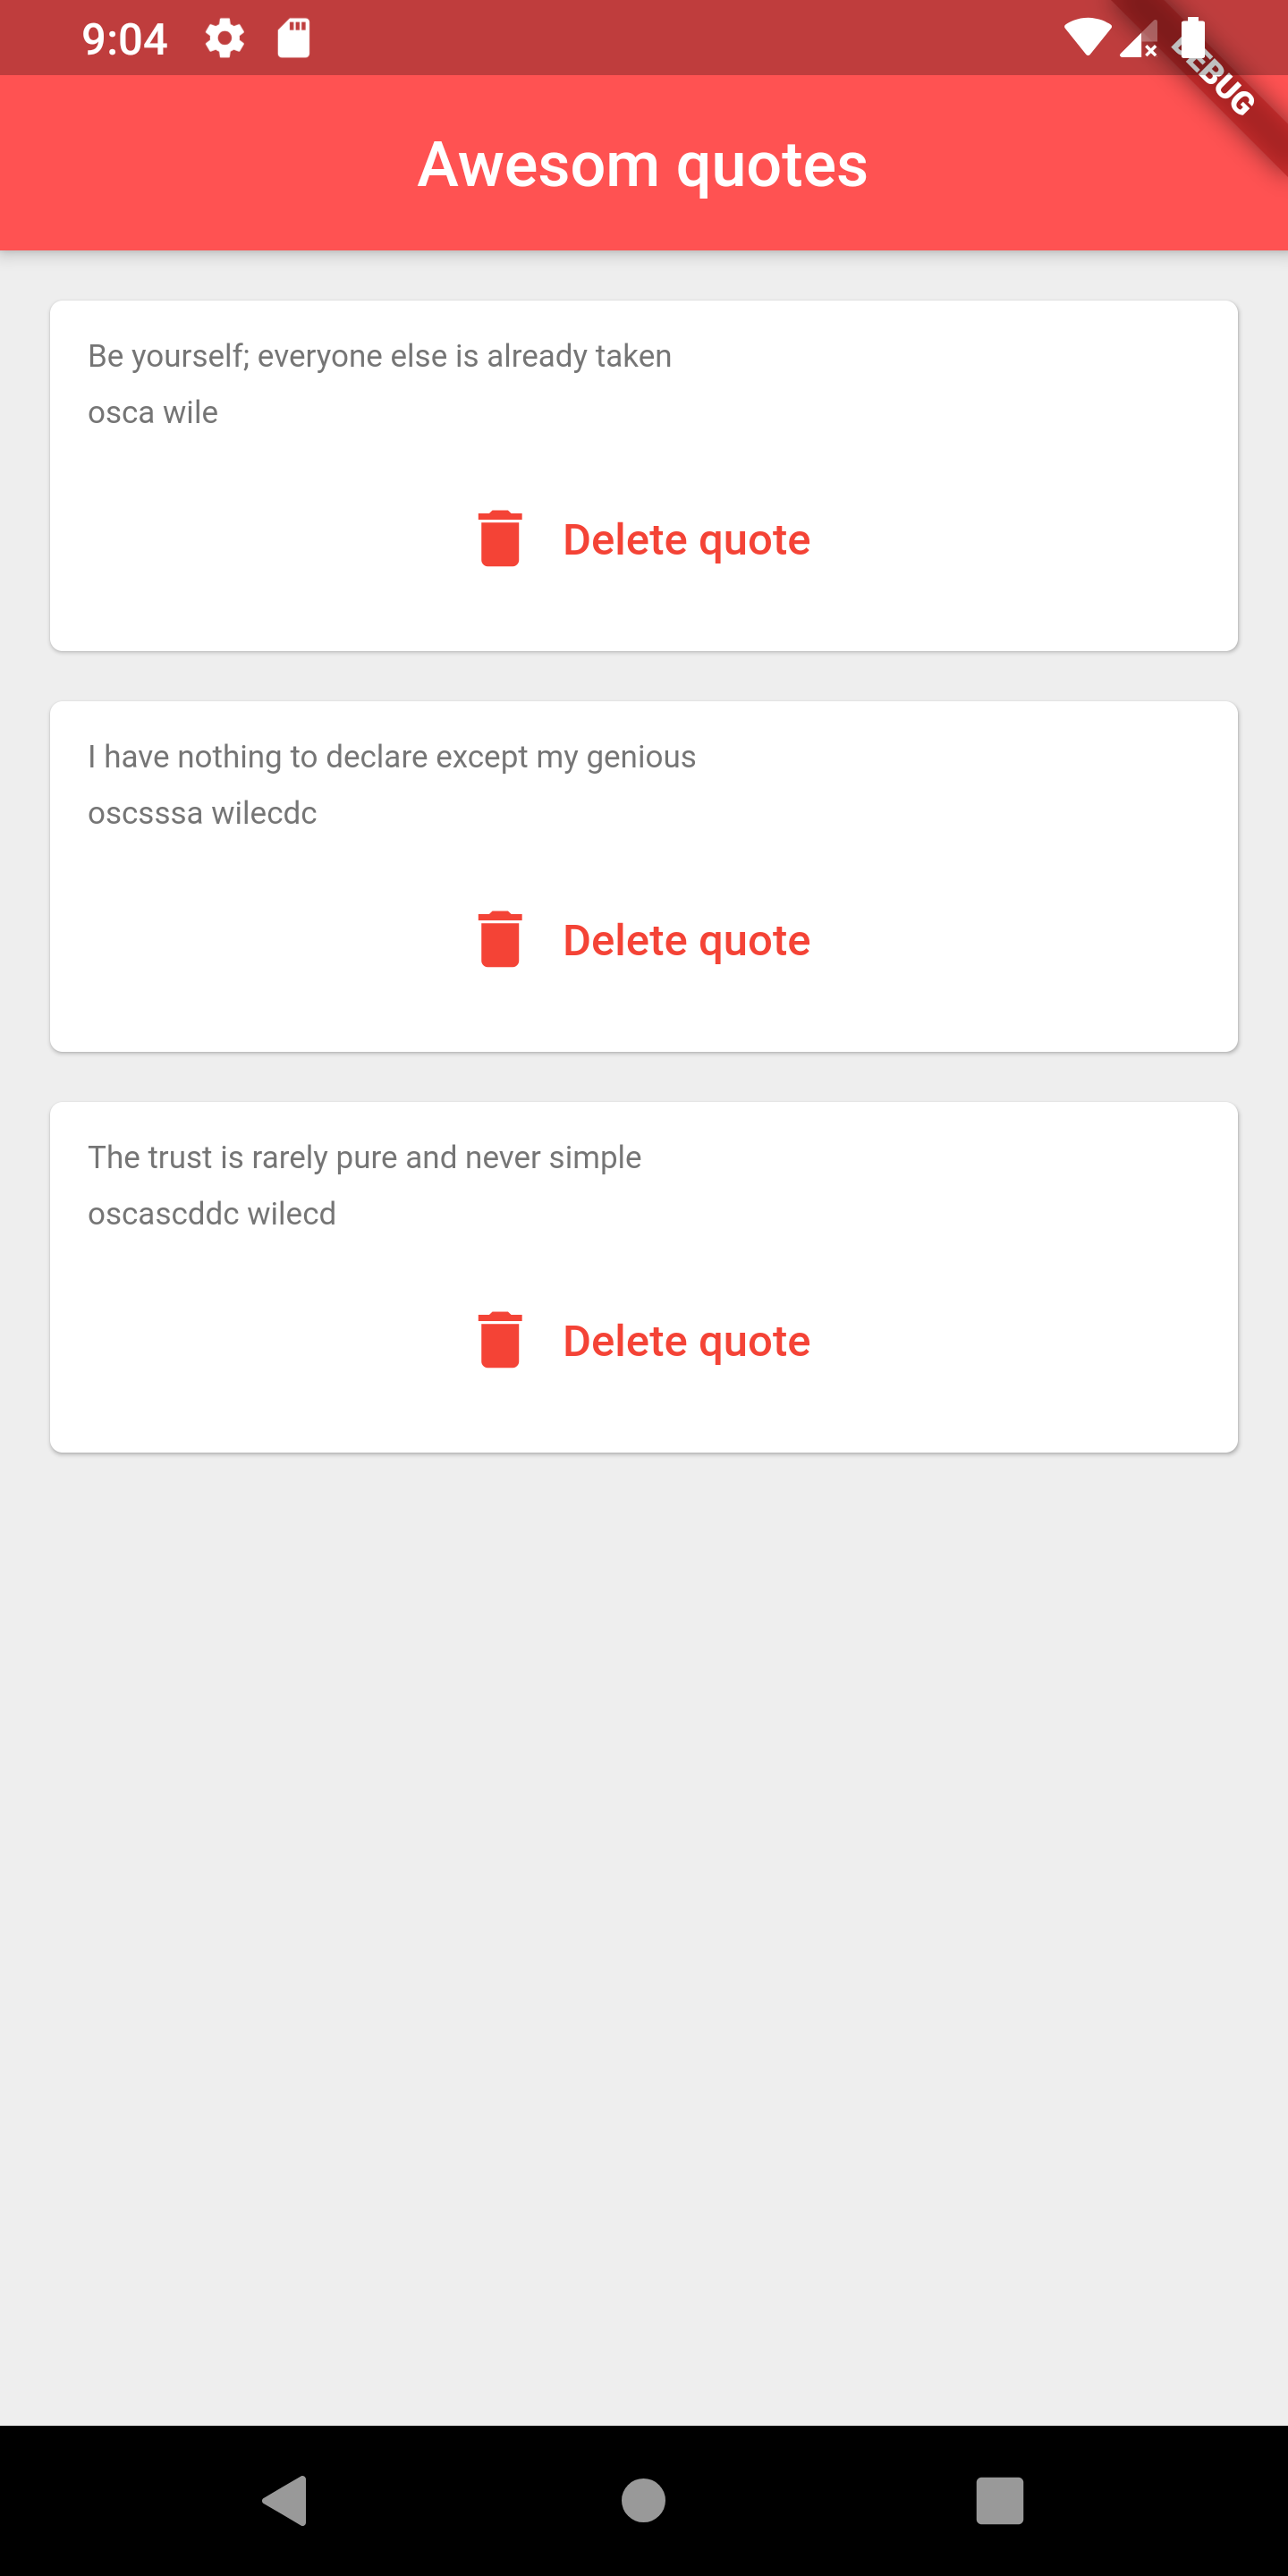 9:04
DEBUG
Awesom quotes
Be yourself; everyone else is already taken
osca wile
Delete quote
I have nothing to declare except my genious
oscsssa wilecdc
Delete quote
The trust is rarely pure and never simple
oscascddc wilecd
Delete quote